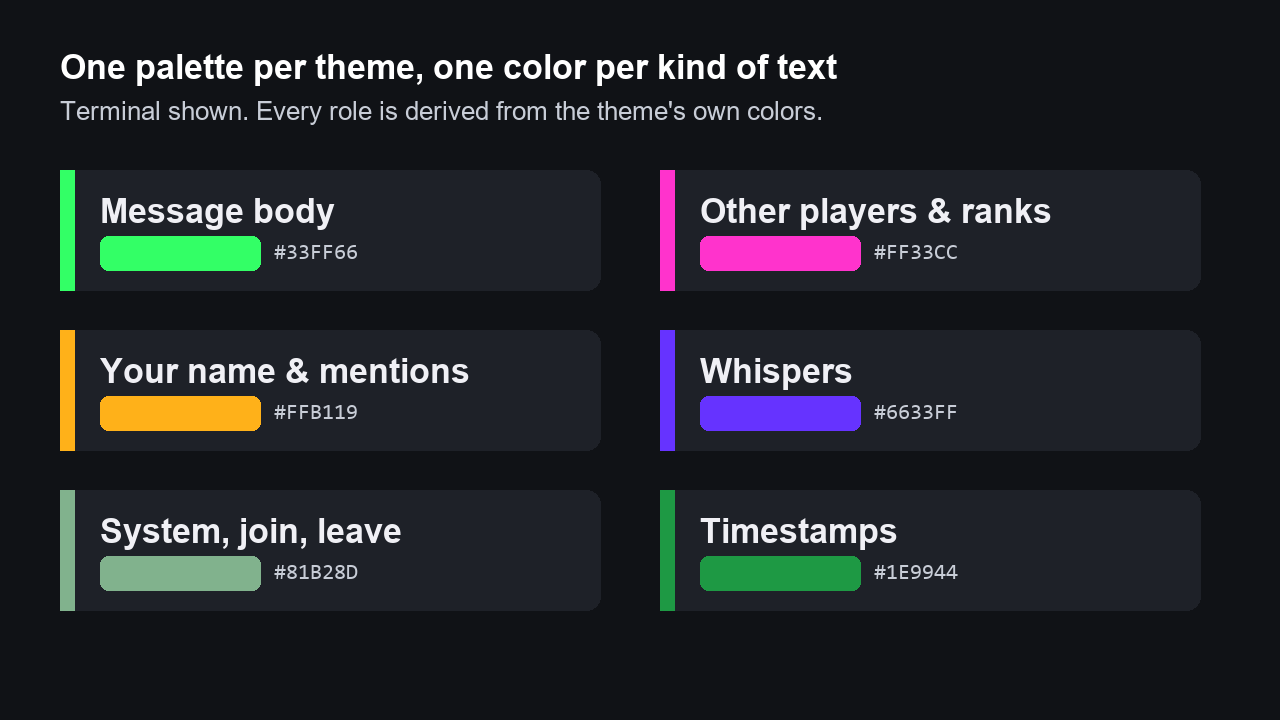 One palette per theme, one color per kind of text
Terminal shown. Every role is derived from the theme's own colors.
Message body
#33FF66
Other players & ranks
#FF33CC
Your name & mentions
#FFB119
Whispers
#6633FF
System, join, leave
#81B28D
Timestamps
#1E9944